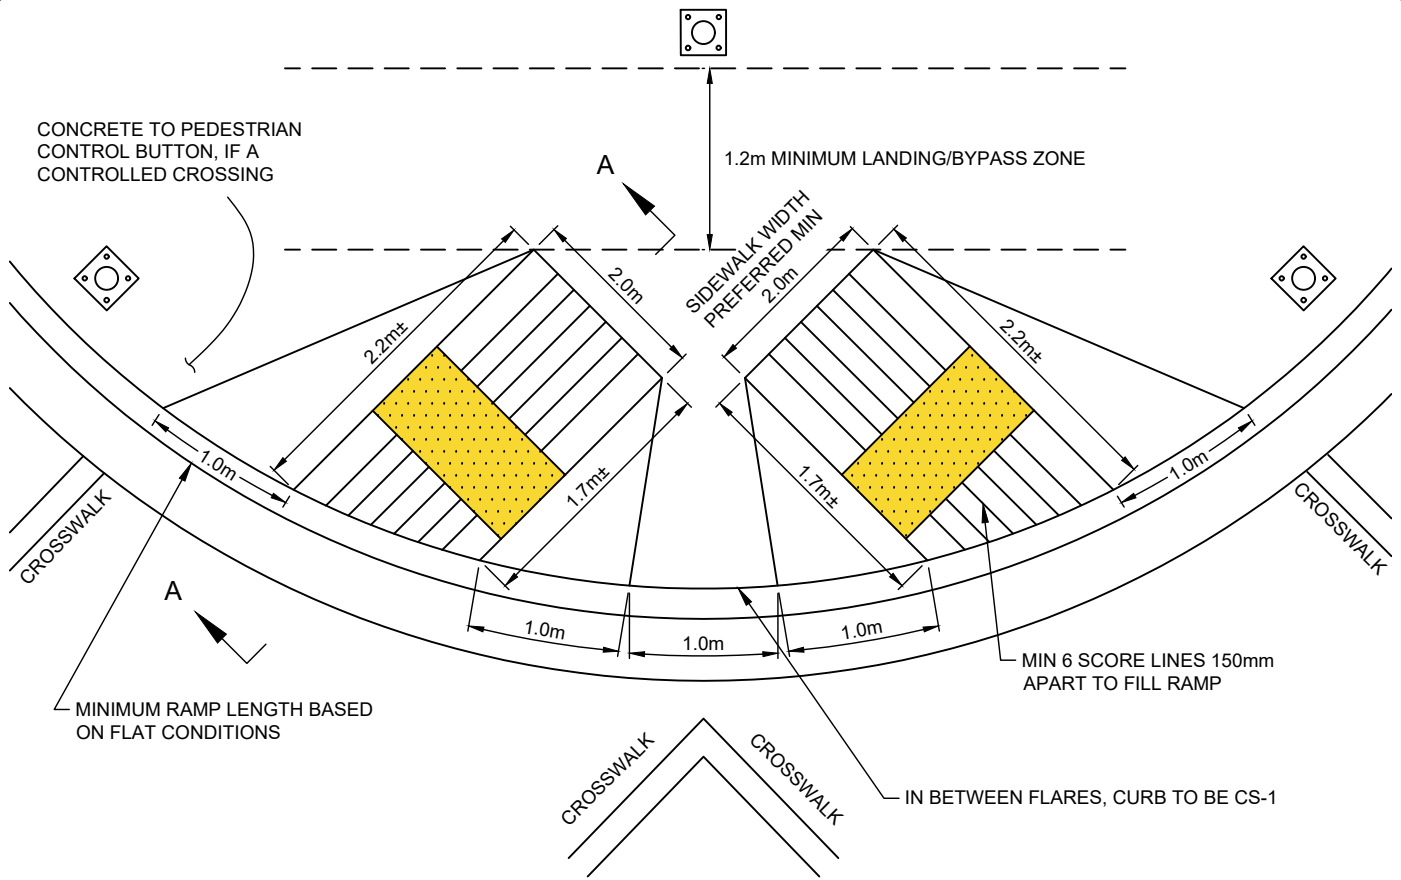 CONCRETE TO PEDESTRIAN
CONTROL BUTTON, IF A
CONTROLLED CROSSING
A
1.2m MINIMUM LANDING/BYPASS ZONE
SIDEWALK WIDTH
PREFERRED MIN
2.0m
2.0m
2.2m±
2.2m±
1.7m±
1.7m±
1.0m
1.0m
CROSSWALK
CROSSWALK
A
1.0m
1.0m
1.0m
MIN 6 SCORE LINES 150mm
APART TO FILL RAMP
MINIMUM RAMP LENGTH BASED
ON FLAT CONDITIONS
CROSSWALK
CROSSWALK
IN BETWEEN FLARES, CURB TO BE CS-1